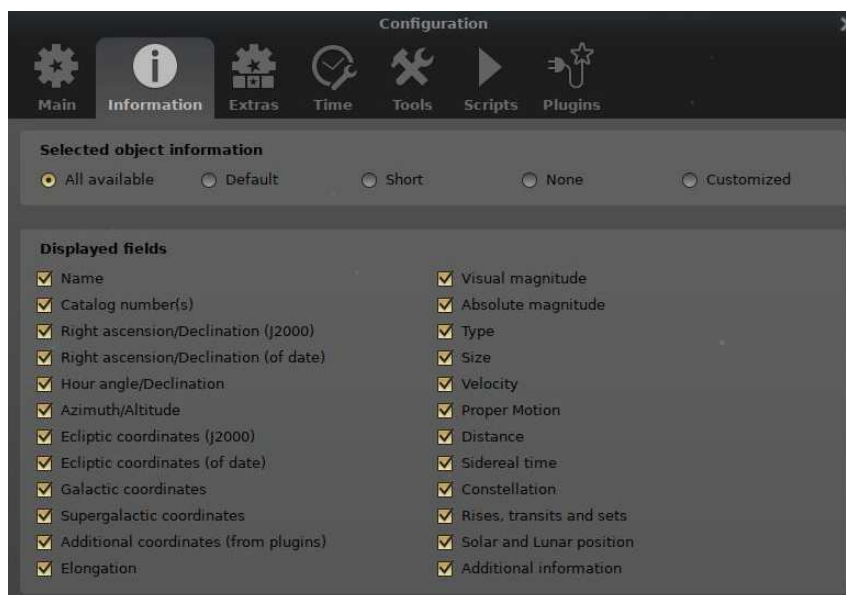 Configuration
Main Information Extras Time Tools Scripts Plugins
Selected object information
All available Default Short None Customized
Displayed fields
Name
Catalog number(s)
Right ascension/Declination (J2000)
Right ascension/Declination (of date)
Hour angle/Declination
Azimuth/Altitude
Ecliptic coordinates (J2000)
Ecliptic coordinates (of date)
Galactic coordinates
Supergalactic coordinates
Additional coordinates (from plugins)
Elongation
Visual magnitude
Absolute magnitude
Type
Size
Velocity
Proper Motion
Distance
Sidereal time
Constellation
Rises, transits and sets
Solar and Lunar position
Additional information